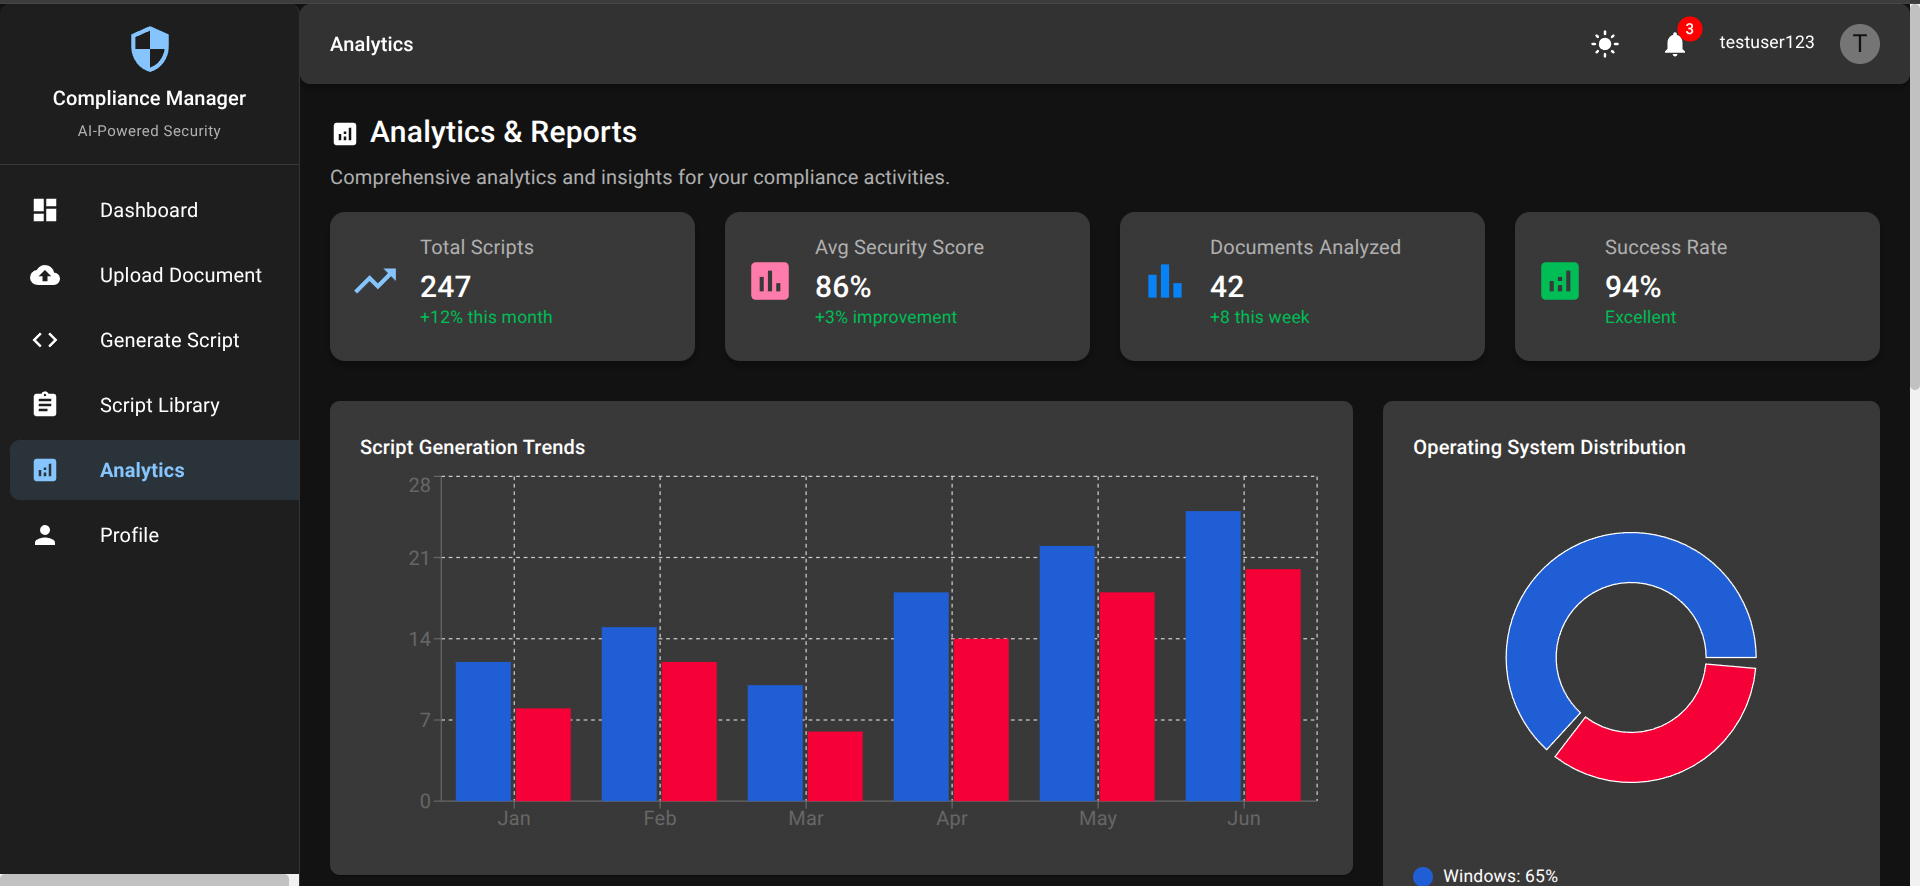 Compliance Manager
AI-Powered Security
Dashboard
Upload Document
Generate Script
Script Library
Analytics
Profile
Analytics
3
testuser123
T
Analytics & Reports
Comprehensive analytics and insights for your compliance activities.
Total Scripts
247
+12% this month
Avg Security Score
86%
+3% improvement
Documents Analyzed
42
+8 this week
Success Rate
94%
Excellent
Script Generation Trends
28
21
14
7
0
Jan Feb Mar Apr May Jun
Operating System Distribution
Windows: 65%